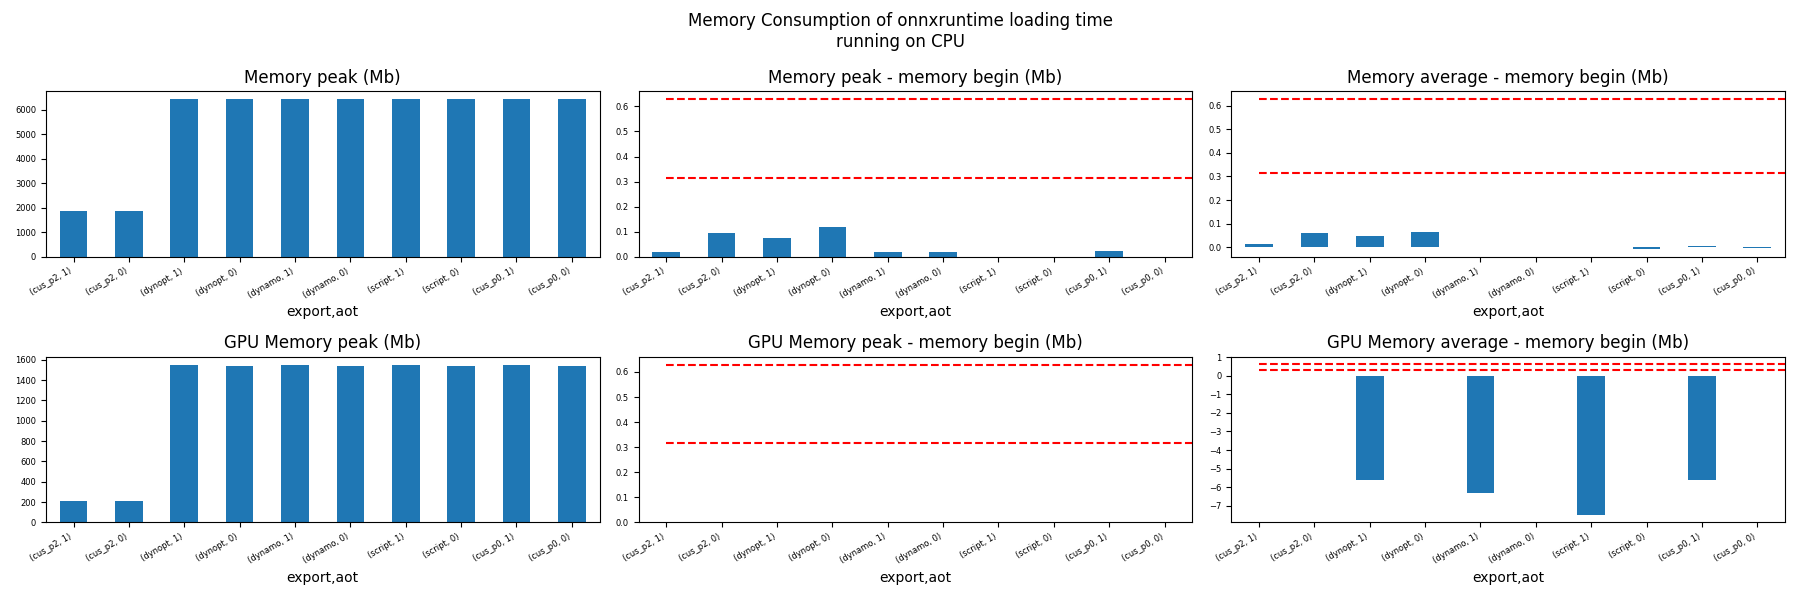 Memory Consumption of onnxruntime loading time
running on CPU
Memory peak (Mb)
6000
5000
4000
3000
2000
1000
0
(cus_p2, 1)
(cus_p2, 0)
(dynopt, 1)
(dynopt, 0)
(dynamo, 1)
(dynamo, 0)
(script, 1)
(script, 0)
(cus_p0, 1)
(cus_p0, 0)
export,aot
Memory peak - memory begin (Mb)
0.6
0.5
0.4
0.3
0.2
0.1
0.0
(cus_p2, 1)
(cus_p2, 0)
(dynopt, 1)
(dynopt, 0)
(dynamo, 1)
(dynamo, 0)
(script, 1)
(script, 0)
(cus_p0, 1)
(cus_p0, 0)
export,aot
Memory average - memory begin (Mb)
0.6
0.5
0.4
0.3
0.2
0.1
0.0
(cus_p2, 1)
(cus_p2, 0)
(dynopt, 1)
(dynopt, 0)
(dynamo, 1)
(dynamo, 0)
(script, 1)
(script, 0)
(cus_p0, 1)
(cus_p0, 0)
export,aot
GPU Memory peak (Mb)
1600
1400
1200
1000
800
600
400
200
0
(cus_p2, 1)
(cus_p2, 0)
(dynopt, 1)
(dynopt, 0)
(dynamo, 1)
(dynamo, 0)
(script, 1)
(script, 0)
(cus_p0, 1)
(cus_p0, 0)
export,aot
GPU Memory peak - memory begin (Mb)
0.6
0.5
0.4
0.3
0.2
0.1
0.0
(cus_p2, 1)
(cus_p2, 0)
(dynopt, 1)
(dynopt, 0)
(dynamo, 1)
(dynamo, 0)
(script, 1)
(script, 0)
(cus_p0, 1)
(cus_p0, 0)
export,aot
GPU Memory average - memory begin (Mb)
1
0
−1
−2
−3
−4
−5
−6
−7
(cus_p2, 1)
(cus_p2, 0)
(dynopt, 1)
(dynopt, 0)
(dynamo, 1)
(dynamo, 0)
(script, 1)
(script, 0)
(cus_p0, 1)
(cus_p0, 0)
export,aot